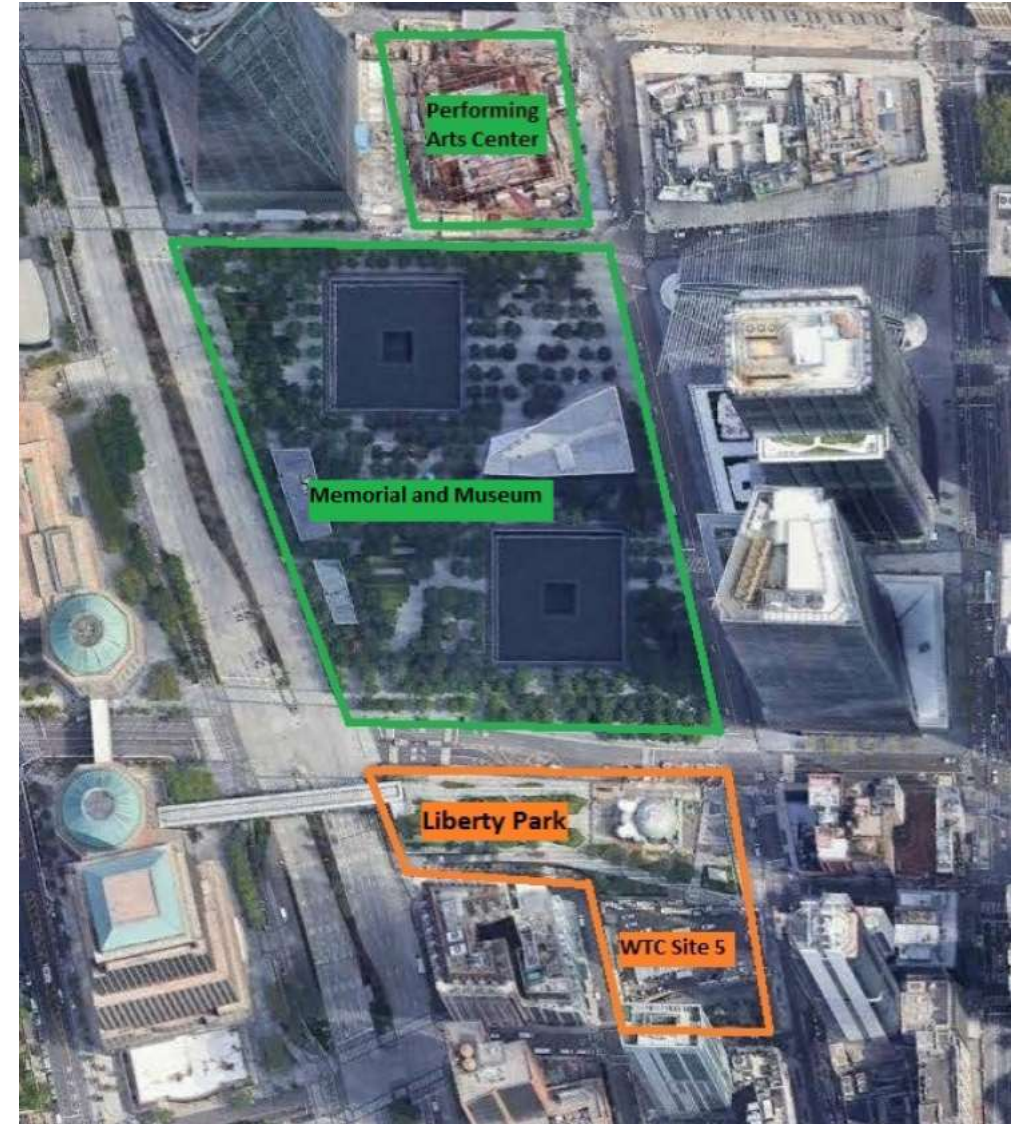 Performing
Arts Center
Memorial and Museum
Liberty Park
WTC Site 5